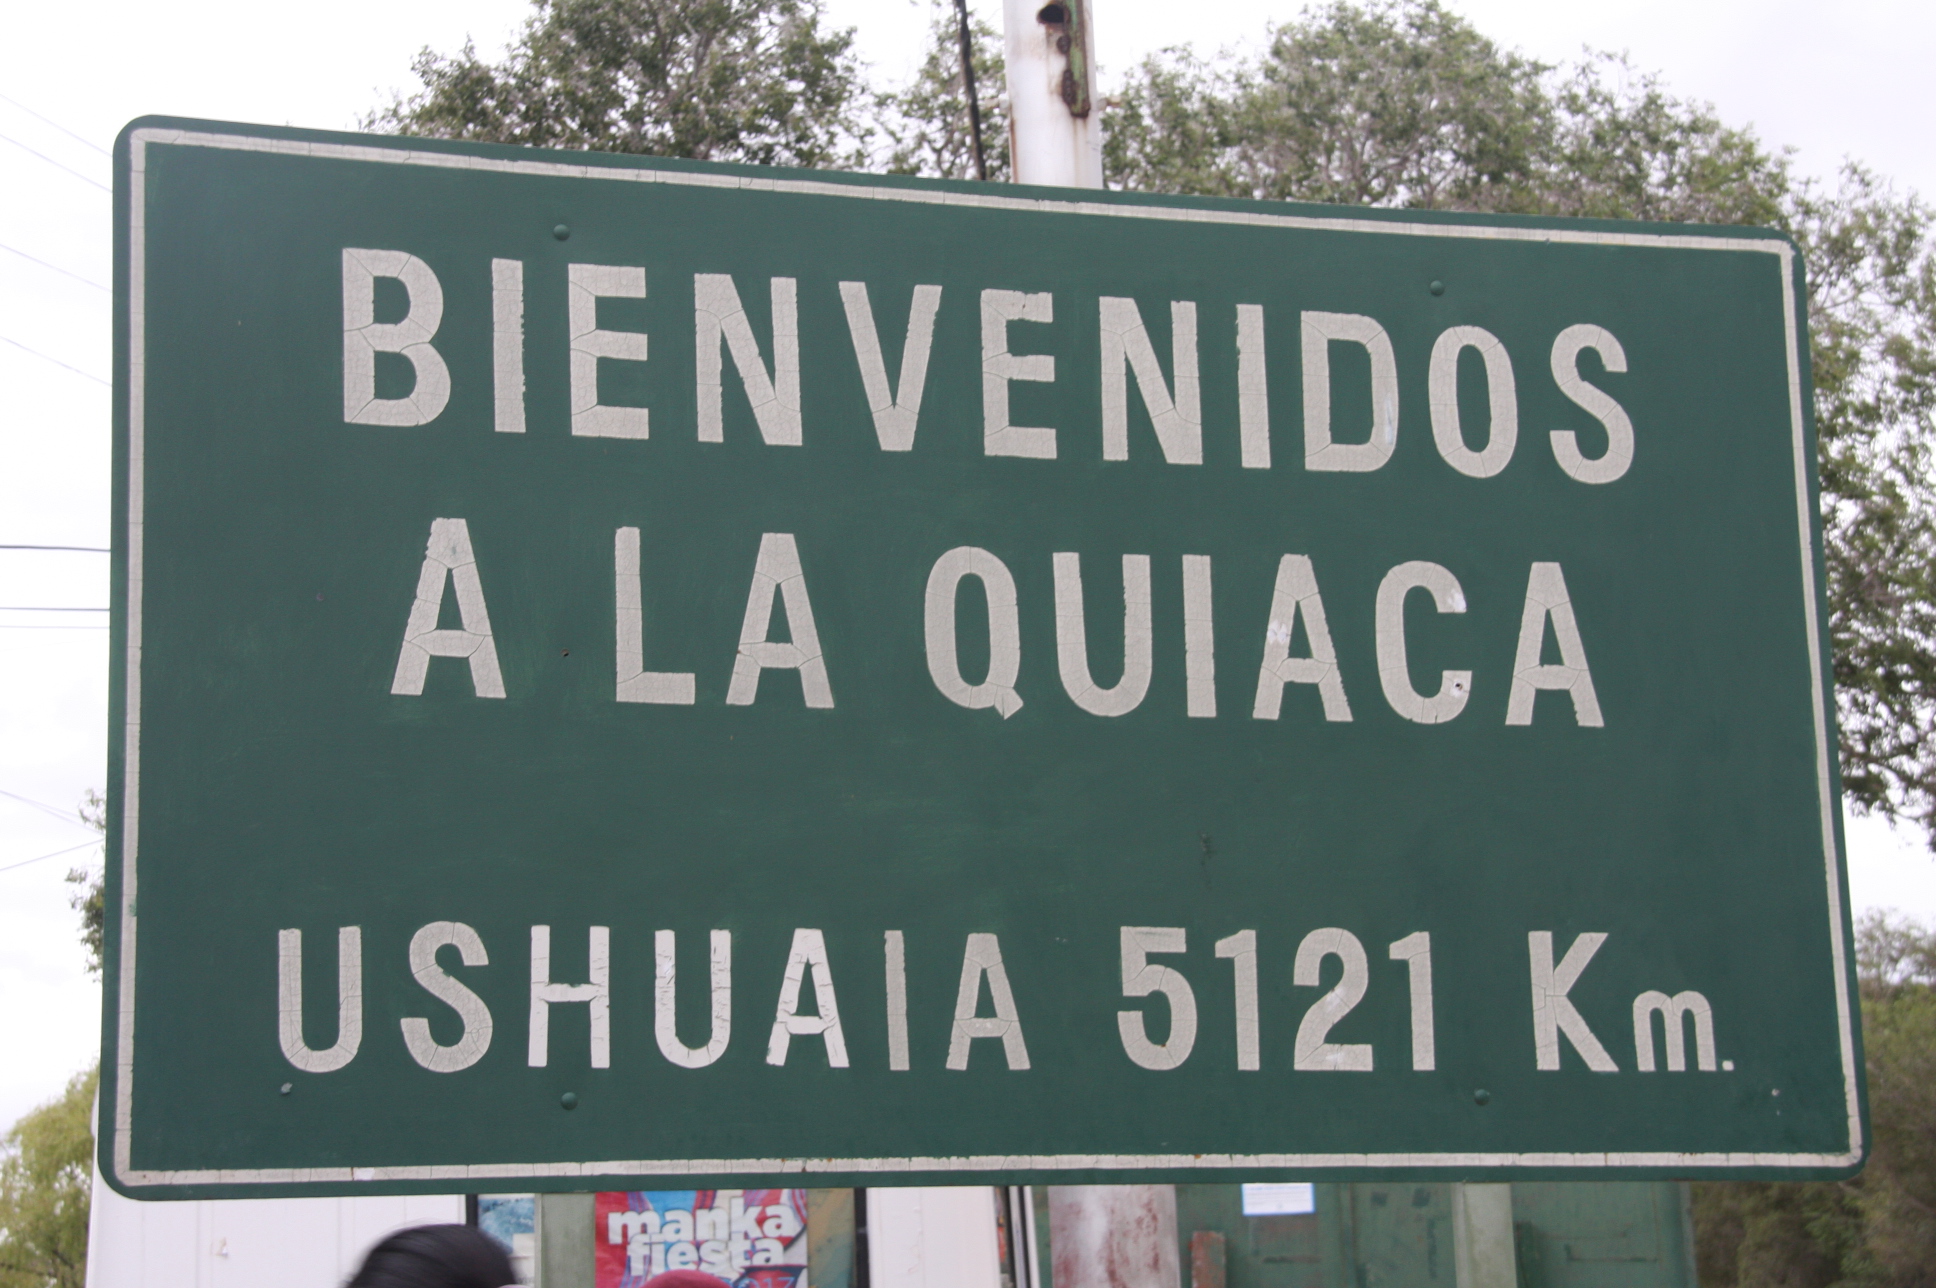 BIENVENIDOS
A LA QUIACA
USHUAIA 5121 Km.
manka
fiesta